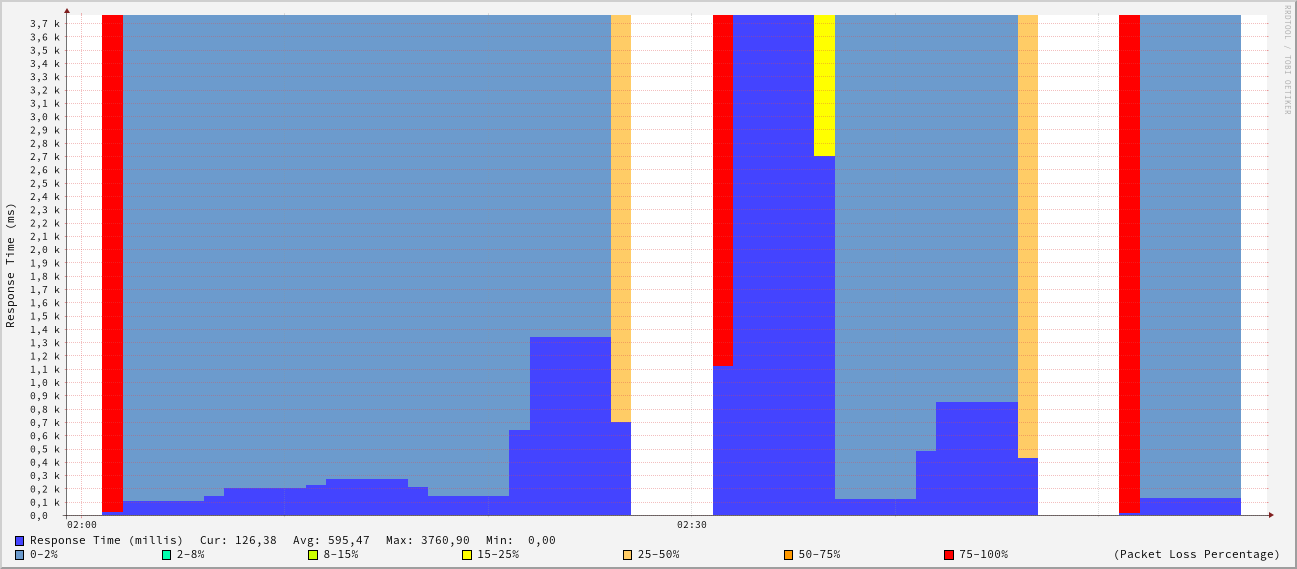 3,7 k
3,6 k
3,5 k
3,4 k
3,3 k
3,2 k
3,1 k
3,0 k
2,9 k
2,8 k
2,7 k
2,6 k
2,5 k
2,4 k
2,3 k
2,2 k
2,1 k
2,0 k
1,9 k
1,8 k
1,7 k
1,6 k
1,5 k
1,4 k
1,3 k
1,2 k
1,1 k
1,0 k
0,9 k
0,8 k
0,7 k
0,6 k
0,5 k
0,4 k
0,3 k
0,2 k
0,1 k
0,0
Response Time (ms)
RRDTOOL / TOBI OETIKER
02:00 02:30
Response Time (millis) Cur: 126,38 Avg: 595,47 Max: 3760,90 Min: 0,00
0-2% 2-8% 8-15% 15-25% 25-50% 50-75% 75-100% (Packet Loss Percentage)